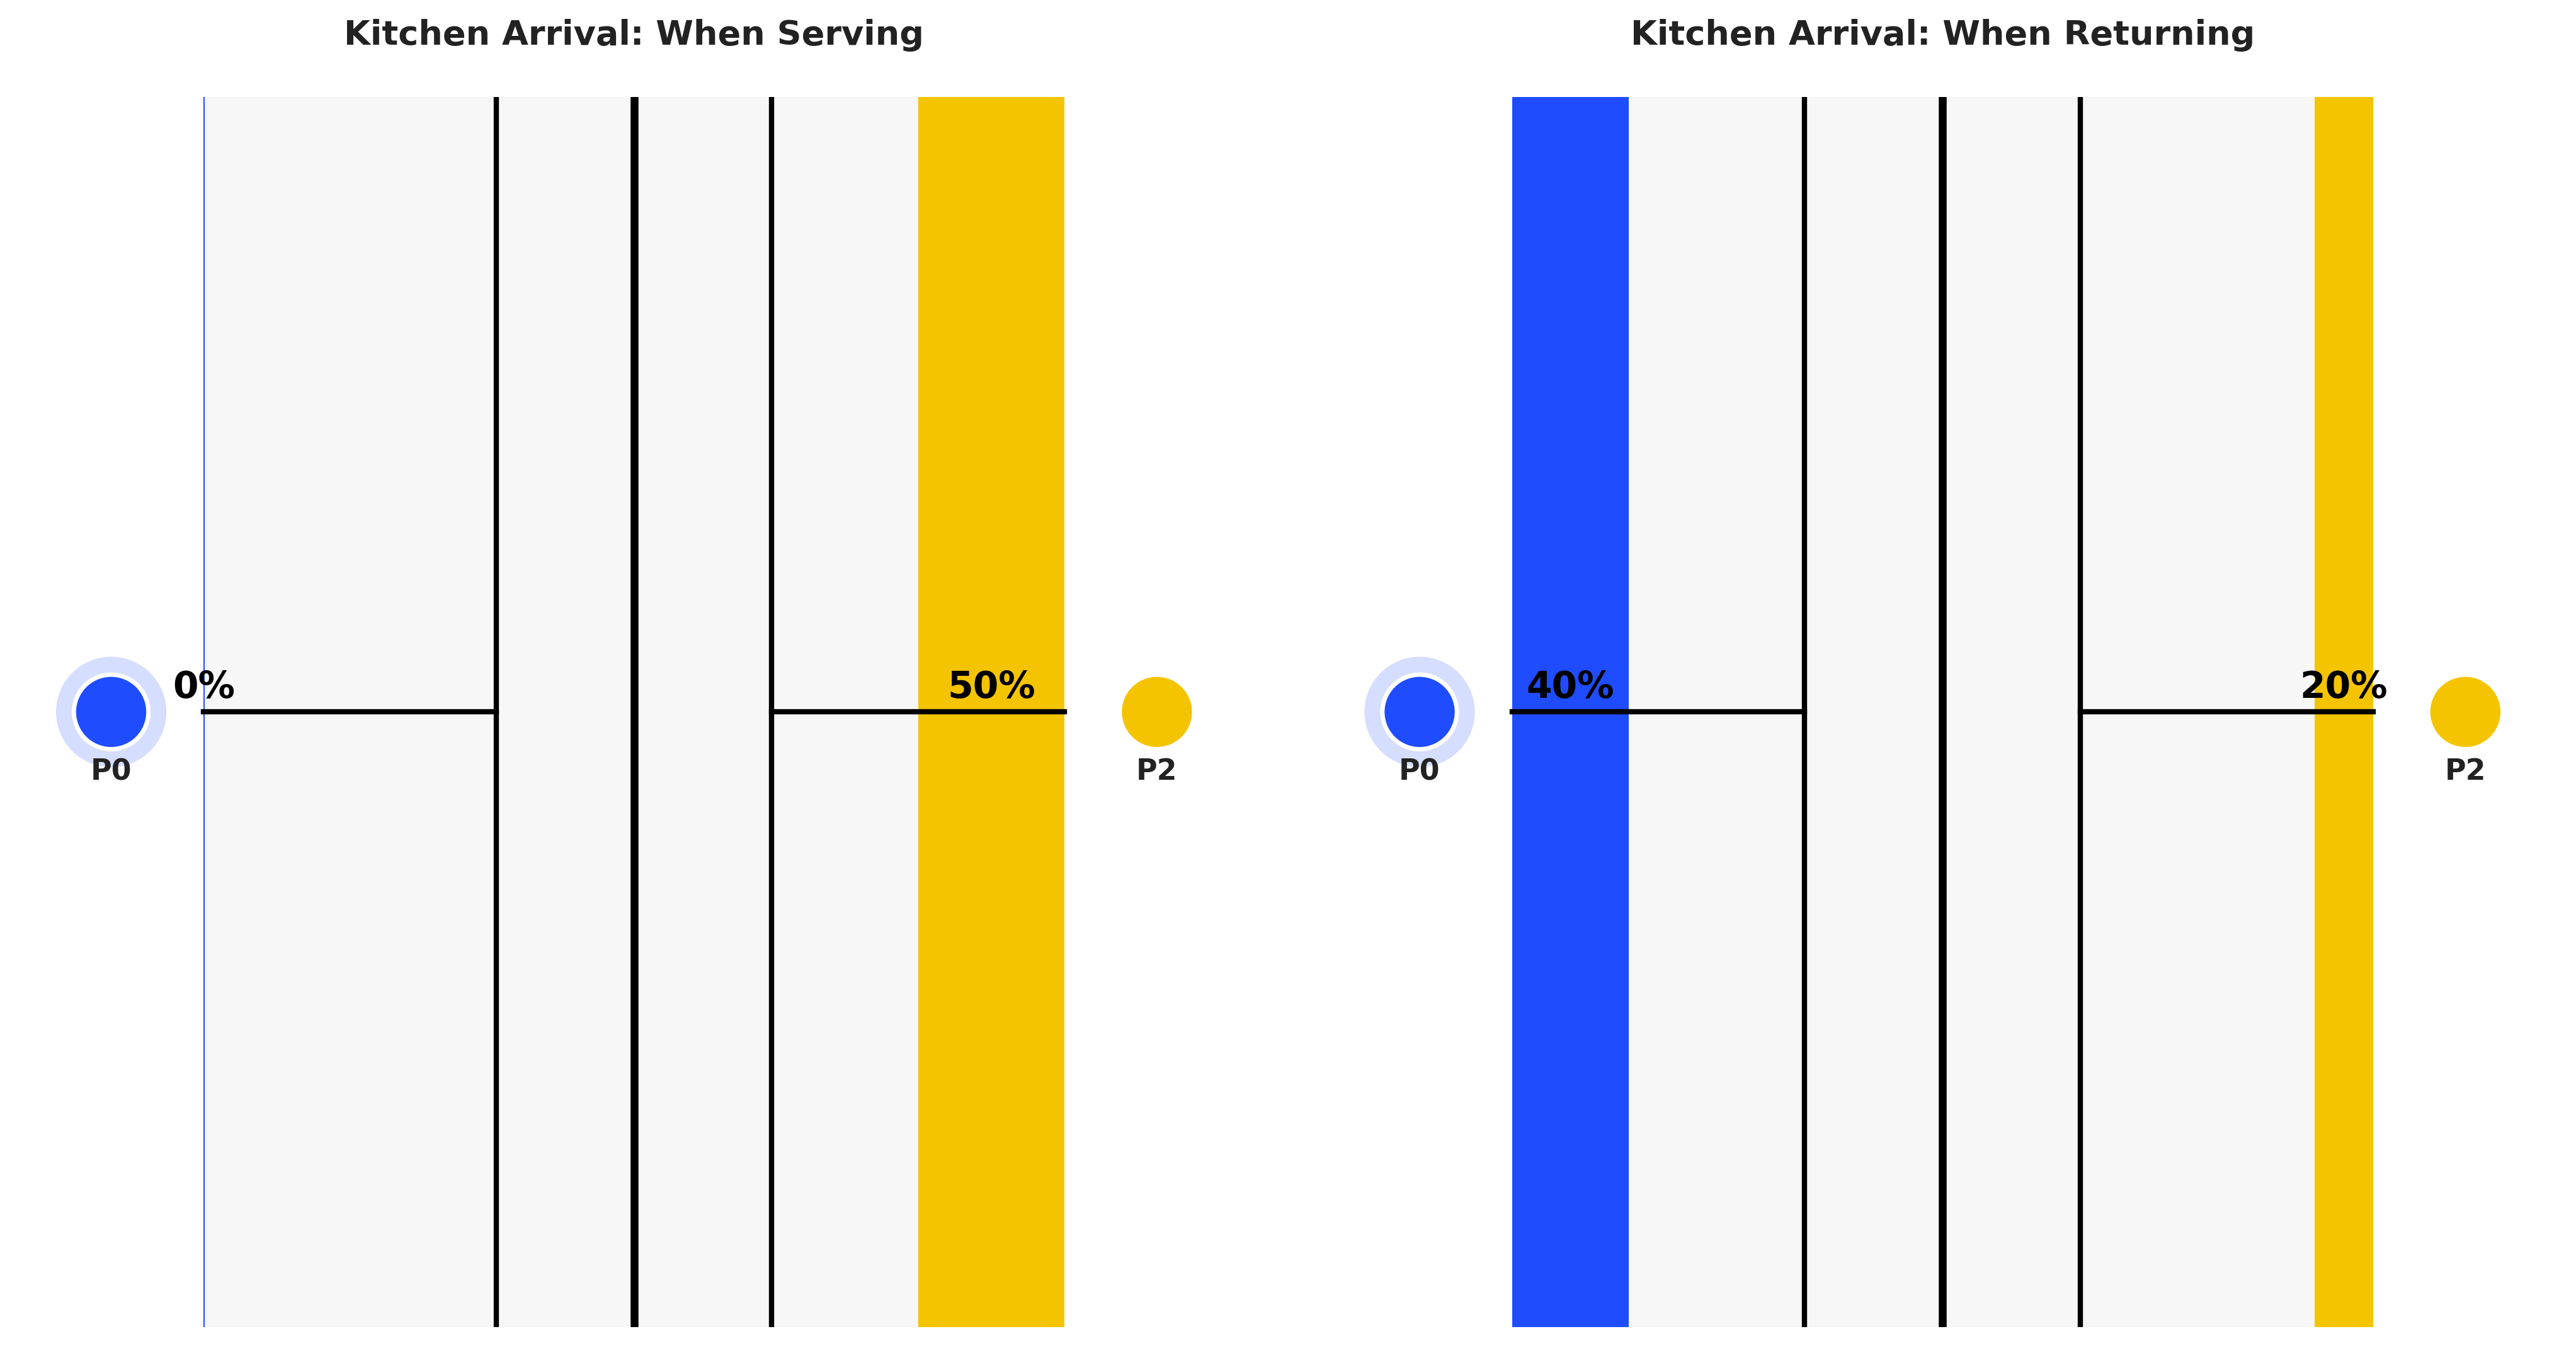 Kitchen Arrival: When Serving
0%
50%
P0
P2
Kitchen Arrival: When Returning
40%
20%
P0
P2